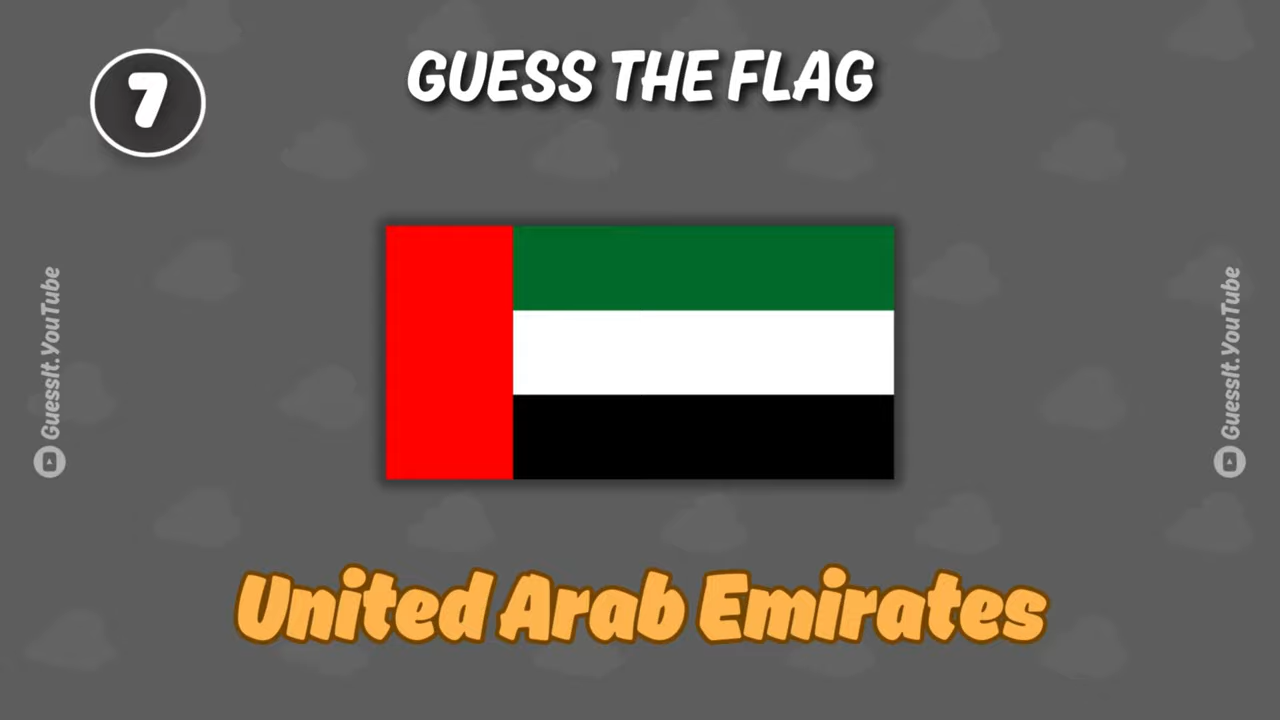 7
GUESS THE FLAG
GuessIt.YouTube
GuessIt.YouTube
United Arab Emirates